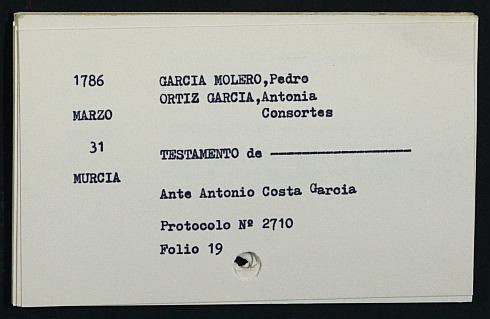 1786
MARZO
31
MURCIA
GARCIA MOLERO,Pedro
ORTIZ GARCIA,Antonia
Consortes
TESTAMENTO de ------------------
Ante Antonio Costa Garcia
Protocolo Nº 2710
Folio 19